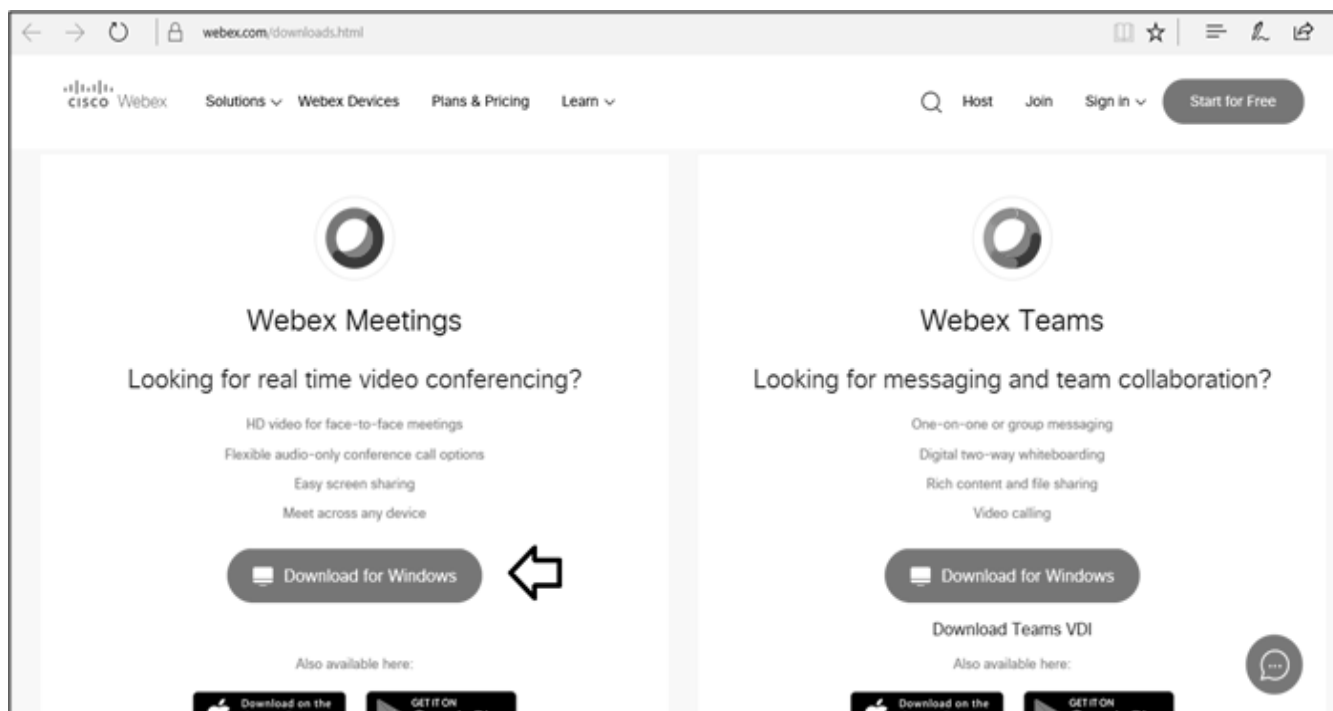 webex.com/downloads.html
cisco Webex Solutions Webex Devices Plans & Pricing Learn Host Join Sign in Start for Free
Webex Meetings
Looking for real time video conferencing?
HD video for face-to-face meetings
Flexible audio-only conference call options
Easy screen sharing
Meet across any device
Download for Windows
Also available here:
Download on the
GET IT ON
Webex Teams
Looking for messaging and team collaboration?
One-on-one or group messaging
Digital two-way whiteboarding
Rich content and file sharing
Video calling
Download for Windows
Download Teams VDI
Also available here:
Download on the
GET IT ON